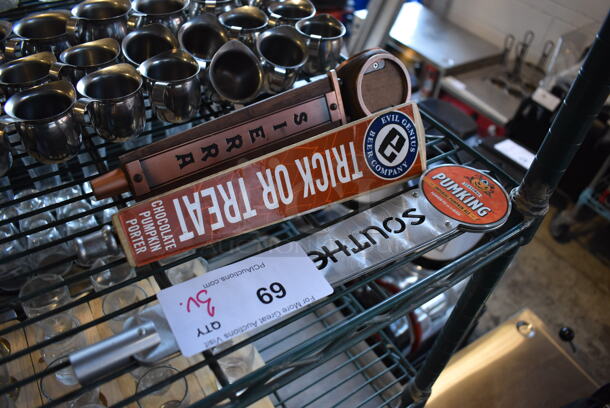 SIERRA
TRICK OR TREAT
CHOCOLATE
PUMPKIN
PORTER
EVIL GENIUS
BEER COMPANY
SOUTHE
PUMKING
For More Great Auctions Visit
PCIAuctions.com
69
QTY
3x